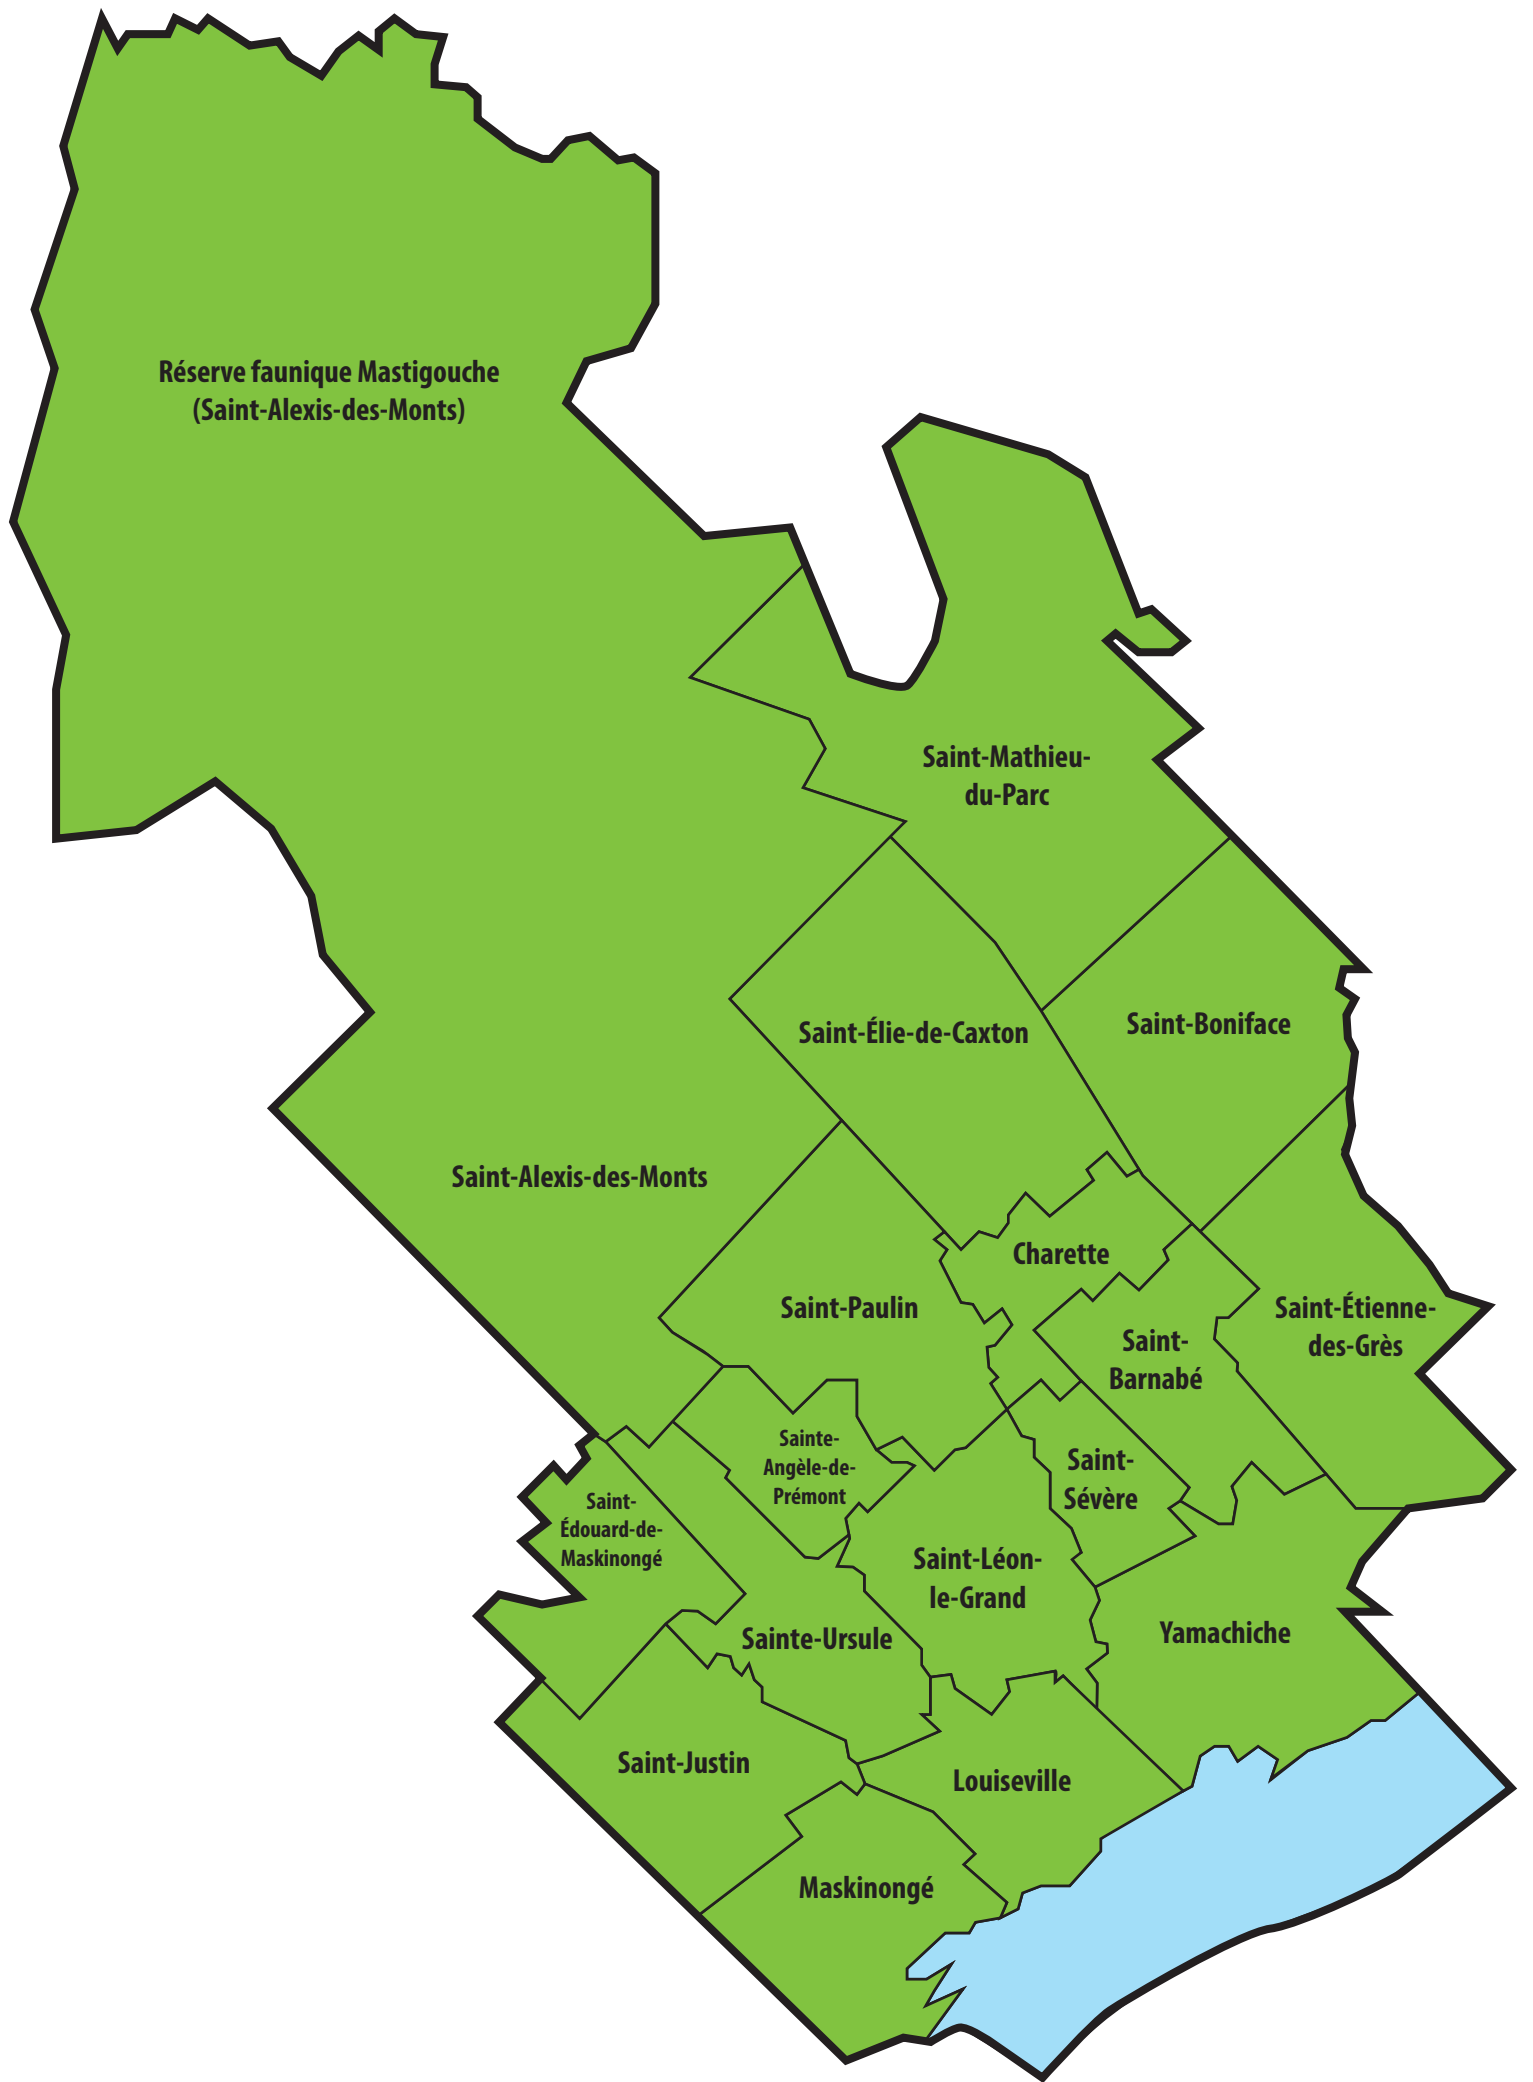 Réserve faunique Mastigouche
(Saint-Alexis-des-Monts)
Saint-Mathieu-
du-Parc
Saint-Élie-de-Caxton
Saint-Boniface
Saint-Alexis-des-Monts
Charette
Saint-Paulin
Saint-Étienne-
des-Grès
Saint-
Barnabé
Sainte-
Angèle-de-
Prémont
Saint-
Sévère
Saint-
Édouard-de-
Maskinongé
Saint-Léon-
le-Grand
Sainte-Ursule
Yamachiche
Saint-Justin
Louiseville
Maskinongé